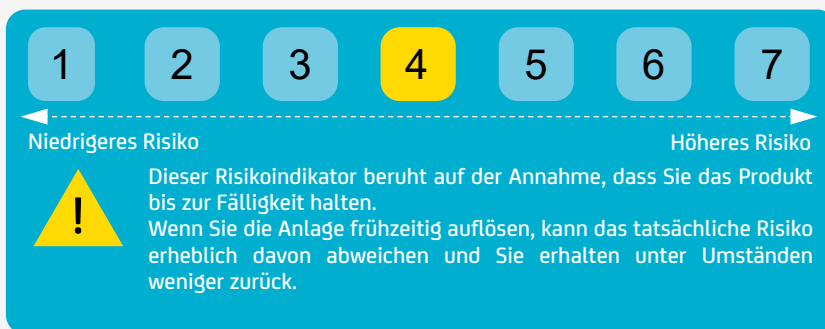 1 2 3 4 5 6 7
Niedrigeres Risiko Höheres Risiko
!
Dieser Risikoindikator beruht auf der Annahme, dass Sie das Produkt
bis zur Fälligkeit halten.
Wenn Sie die Anlage frühzeitig auflösen, kann das tatsächliche Risiko
erheblich davon abweichen und Sie erhalten unter Umständen
weniger zurück.